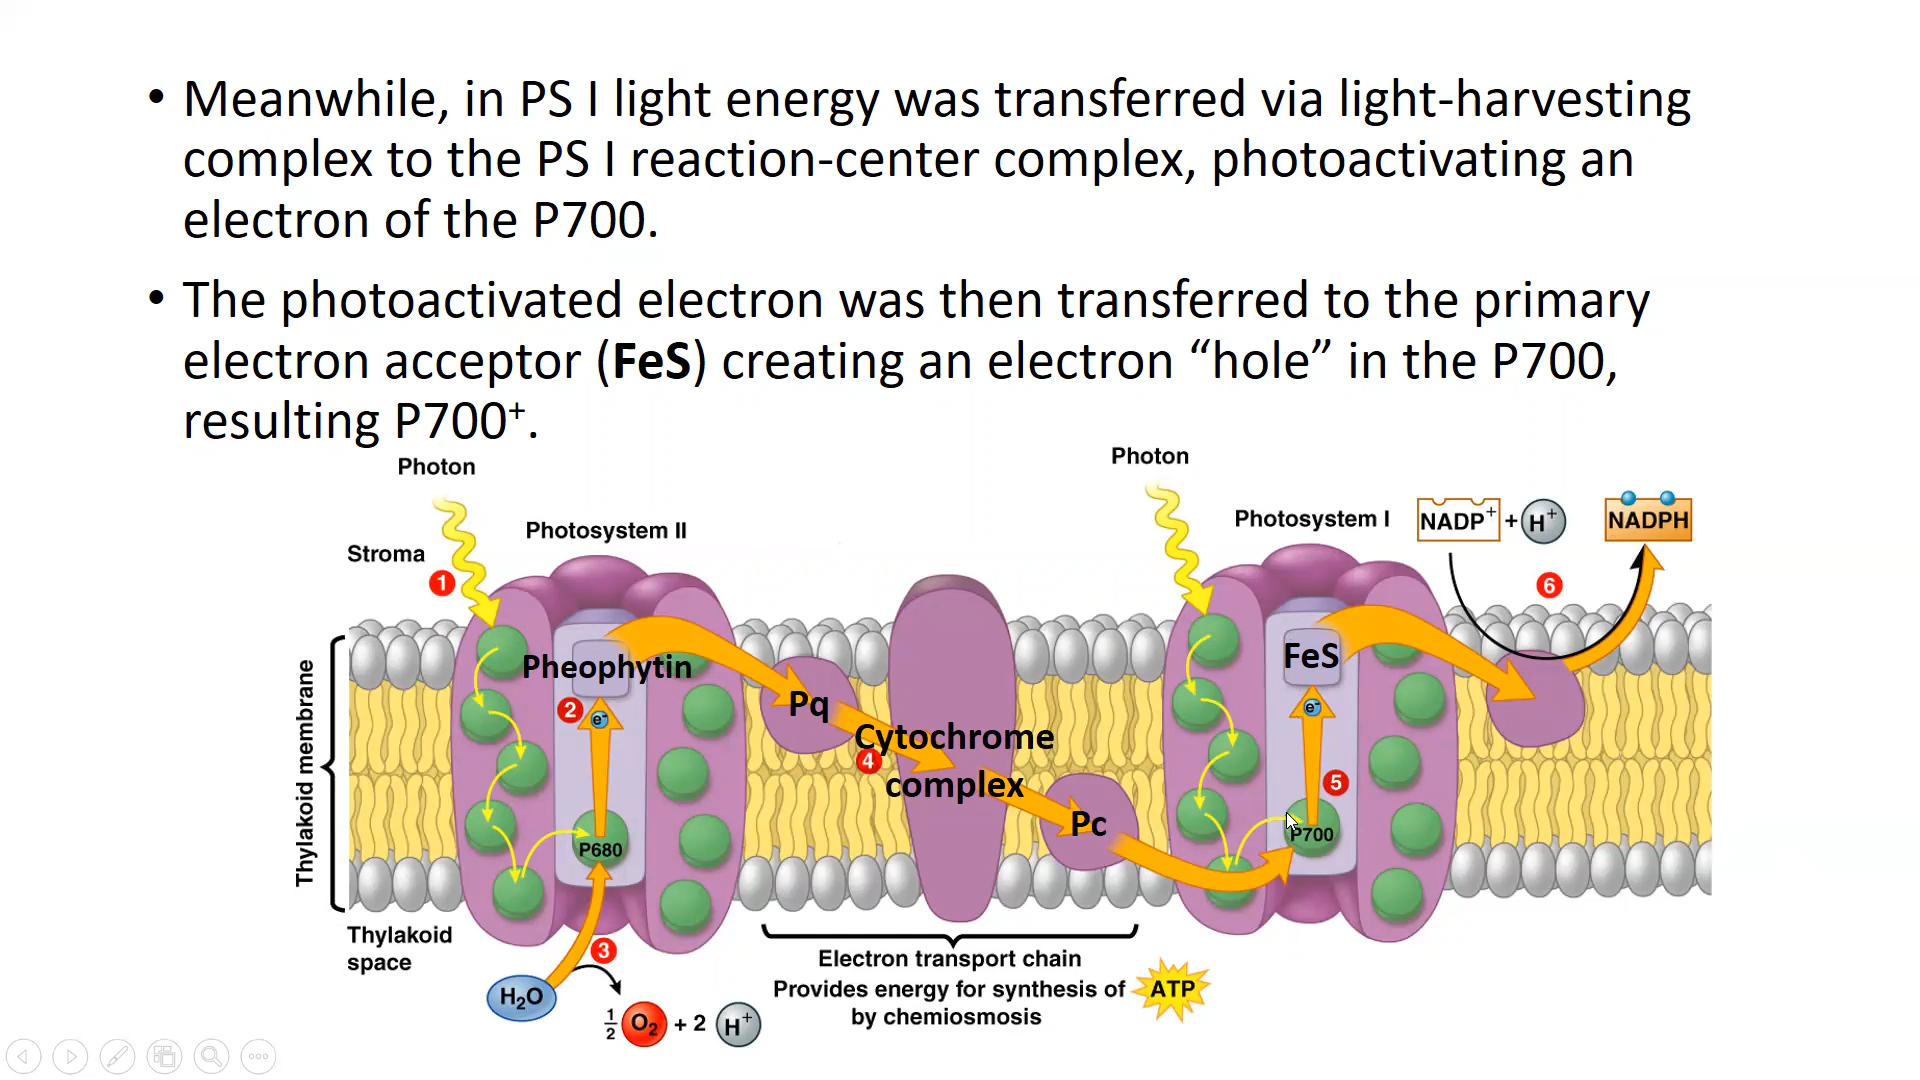 • Meanwhile, in PS I light energy was transferred via light-harvesting
complex to the PS I reaction-center complex, photoactivating an
electron of the P700.
• The photoactivated electron was then transferred to the primary
electron acceptor (FeS) creating an electron “hole” in the P700,
resulting P700⁺.
Photon
Photon
Photosystem II
Photosystem I
NADP⁺ + H⁺
NADPH
Stroma
1
6
Pheophytin
FeS
2
e⁻
Pq
e⁻
Cytochrome
4
complex
5
Pc
P680
P700
Thylakoid membrane
Thylakoid
space
3
H₂O
½ O₂ + 2 H⁺
Electron transport chain
Provides energy for synthesis of
ATP
by chemiosmosis